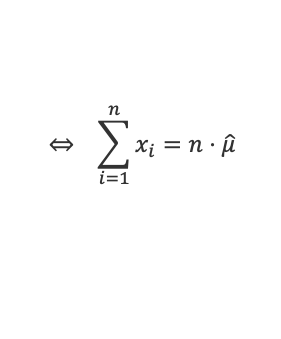 ⇔ ∑_{i=1}^{n} x_i = n · μ̂